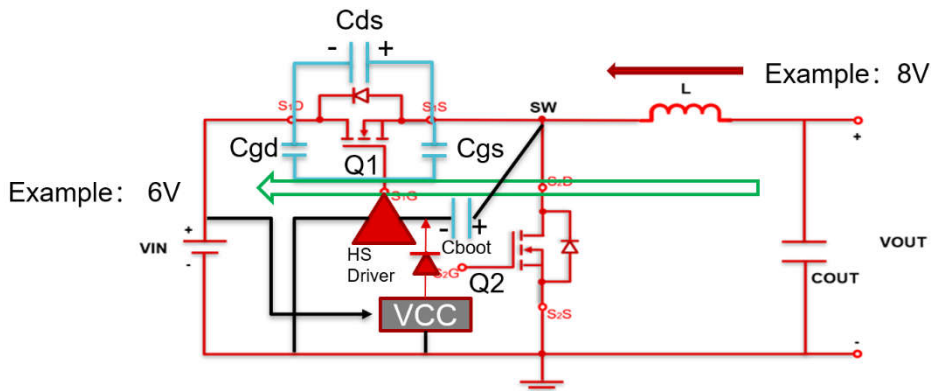 Cds
- +
Example： 8V
L
S₁D
S₁S
SW
Cgd
Cgs
Q1
+
Example： 6V
S₁G
S₂D
+
-
VIN
- +
Cboot
HS
Driver
S₂G
Q2
VOUT
COUT
VCC
S₂S
-